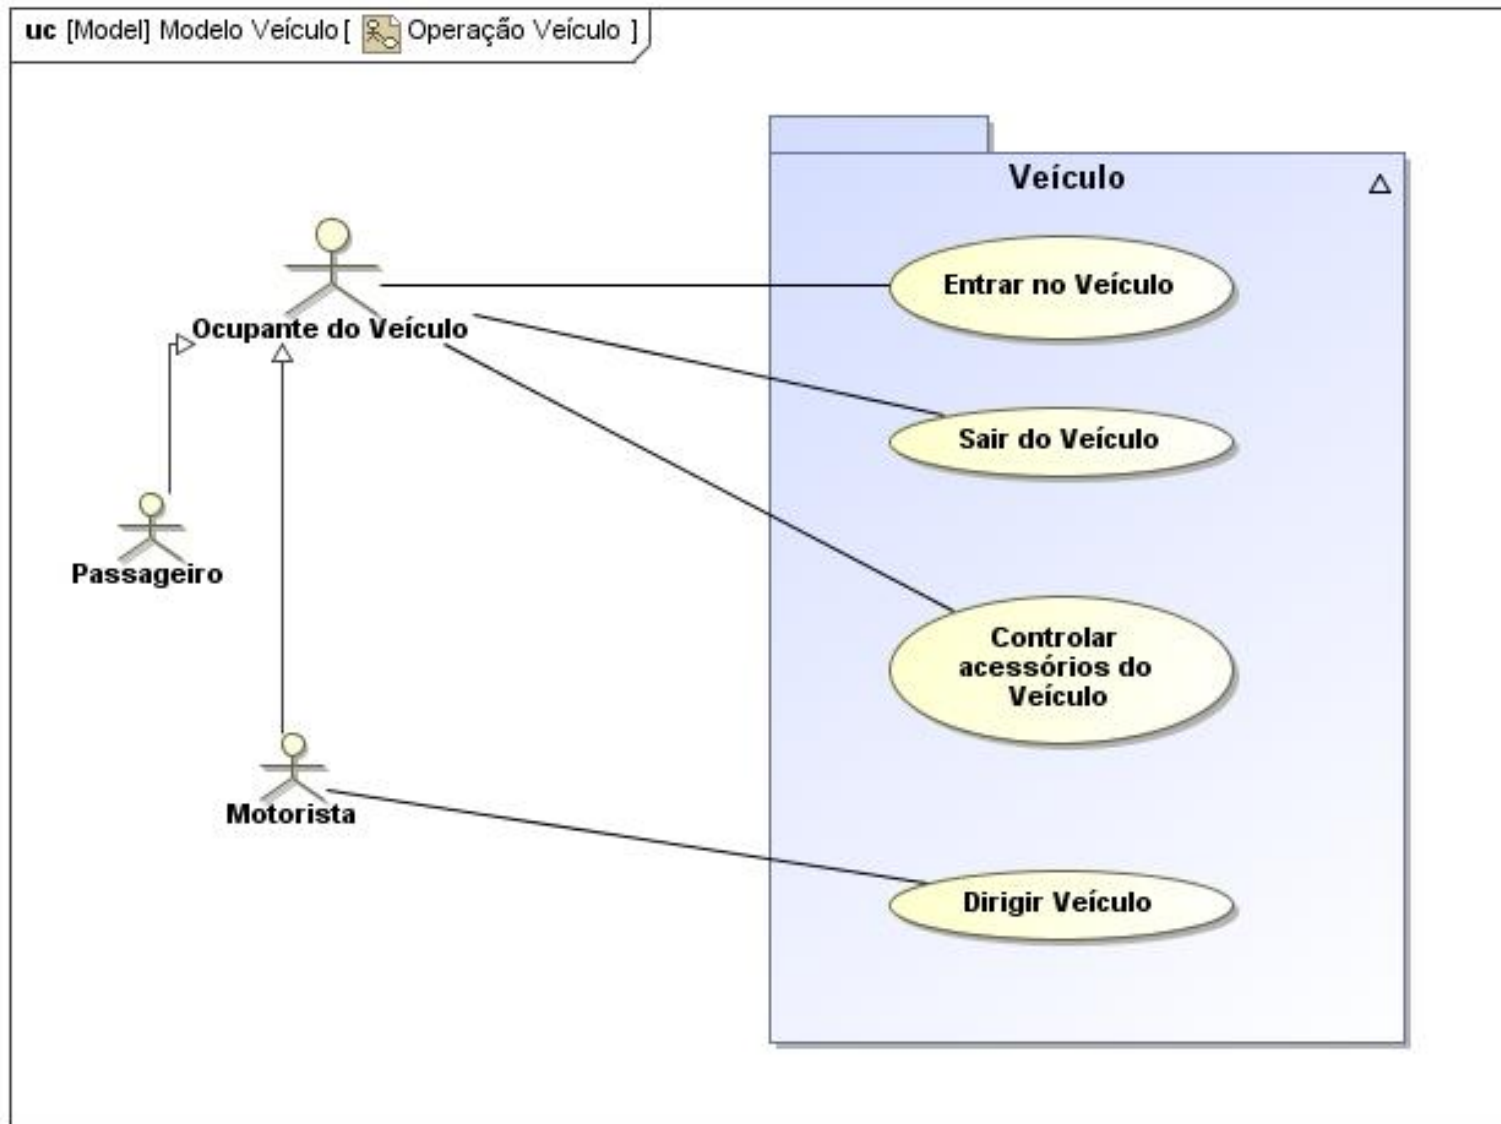 uc [Model] Modelo Veículo [ Operação Veículo ]
Veículo
Entrar no Veículo
Ocupante do Veículo
Sair do Veículo
Passageiro
Controlar
acessórios do
Veículo
Motorista
Dirigir Veículo